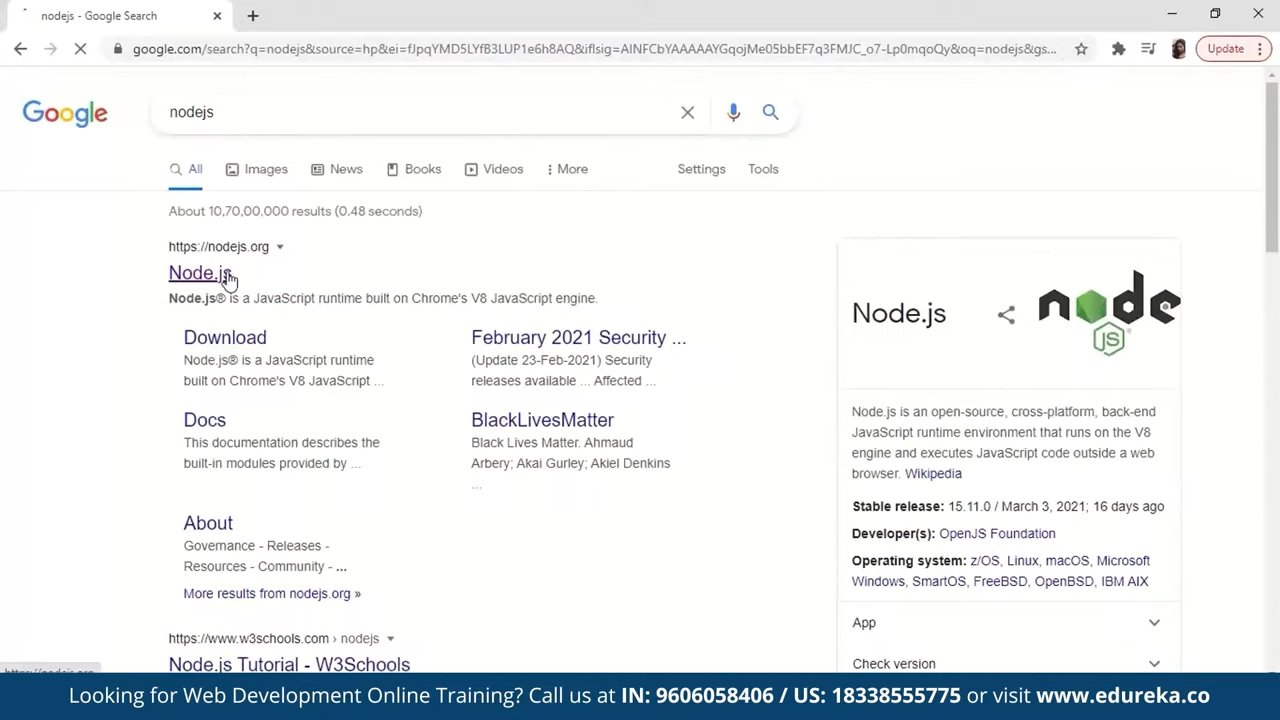 nodejs - Google Search
google.com/search?q=nodejs&source=hp&ei=fJpqYMD5LYfB3LUP1e6h8AQ&iflsig=AINFCbYAAAAAYGqojMe05bbEF7q3FMJC_o7-Lp0mqoQy&oq=nodejs&gs...
Update
Google
nodejs
All
Images
News
Books
Videos
More
Settings
Tools
About 10,70,00,000 results (0.48 seconds)
https://nodejs.org
Node.js
Node.js® is a JavaScript runtime built on Chrome's V8 JavaScript engine.
Download
Node.js® is a JavaScript runtime
built on Chrome's V8 JavaScript ...
February 2021 Security ...
(Update 23-Feb-2021) Security
releases available ... Affected ...
Docs
This documentation describes the
built-in modules provided by ...
BlackLivesMatter
Black Lives Matter. Ahmaud
Arbery; Akai Gurley; Akiel Denkins
...
About
Governance - Releases -
Resources - Community - ...
More results from nodejs.org »
https://www.w3schools.com › nodejs
Node.js Tutorial - W3Schools
Node.js
node
JS
Node.js is an open-source, cross-platform, back-end
JavaScript runtime environment that runs on the V8
engine and executes JavaScript code outside a web
browser. Wikipedia
Stable release: 15.11.0 / March 3, 2021; 16 days ago
Developer(s): OpenJS Foundation
Operating system: z/OS, Linux, macOS, Microsoft
Windows, SmartOS, FreeBSD, OpenBSD, IBM AIX
App
Check version
https://nodejs.org
Looking for Web Development Online Training? Call us at IN: 9606058406 / US: 18338555775 or visit www.edureka.co